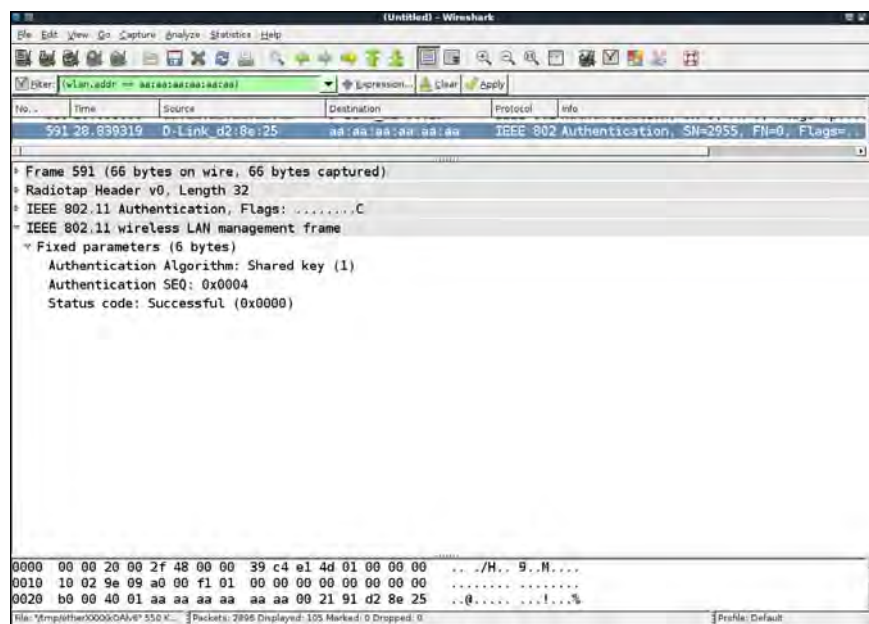 (Untitled) - Wireshark
File Edit View Go Capture Analyze Statistics Help
Filter: (wlan.addr == aa:aa:aa:aa:aa:aa) Expression... Clear Apply
No. . Time Source Destination Protocol Info
591 28.839319 D-Link_d2:8e:25 aa:aa:aa:aa:aa:aa IEEE 802 Authentication, SN=2955, FN=0, Flags=...
Frame 591 (66 bytes on wire, 66 bytes captured)
Radiotap Header v0, Length 32
IEEE 802.11 Authentication, Flags: ........C
IEEE 802.11 wireless LAN management frame
Fixed parameters (6 bytes)
Authentication Algorithm: Shared key (1)
Authentication SEQ: 0x0004
Status code: Successful (0x0000)
0000 00 00 20 00 2f 48 00 00 39 c4 e1 4d 01 00 00 00 .. ./H.. 9..M....
0010 10 02 9e 09 a0 00 f1 01 00 00 00 00 00 00 00 00 ........ ........
0020 b0 00 40 01 aa aa aa aa aa aa 00 21 91 d2 8e 25 ..@..... ...!...%
File: 550 K... Packets: 2896 Displayed: 105 Marked: 0 Dropped: 0 Profile: Default